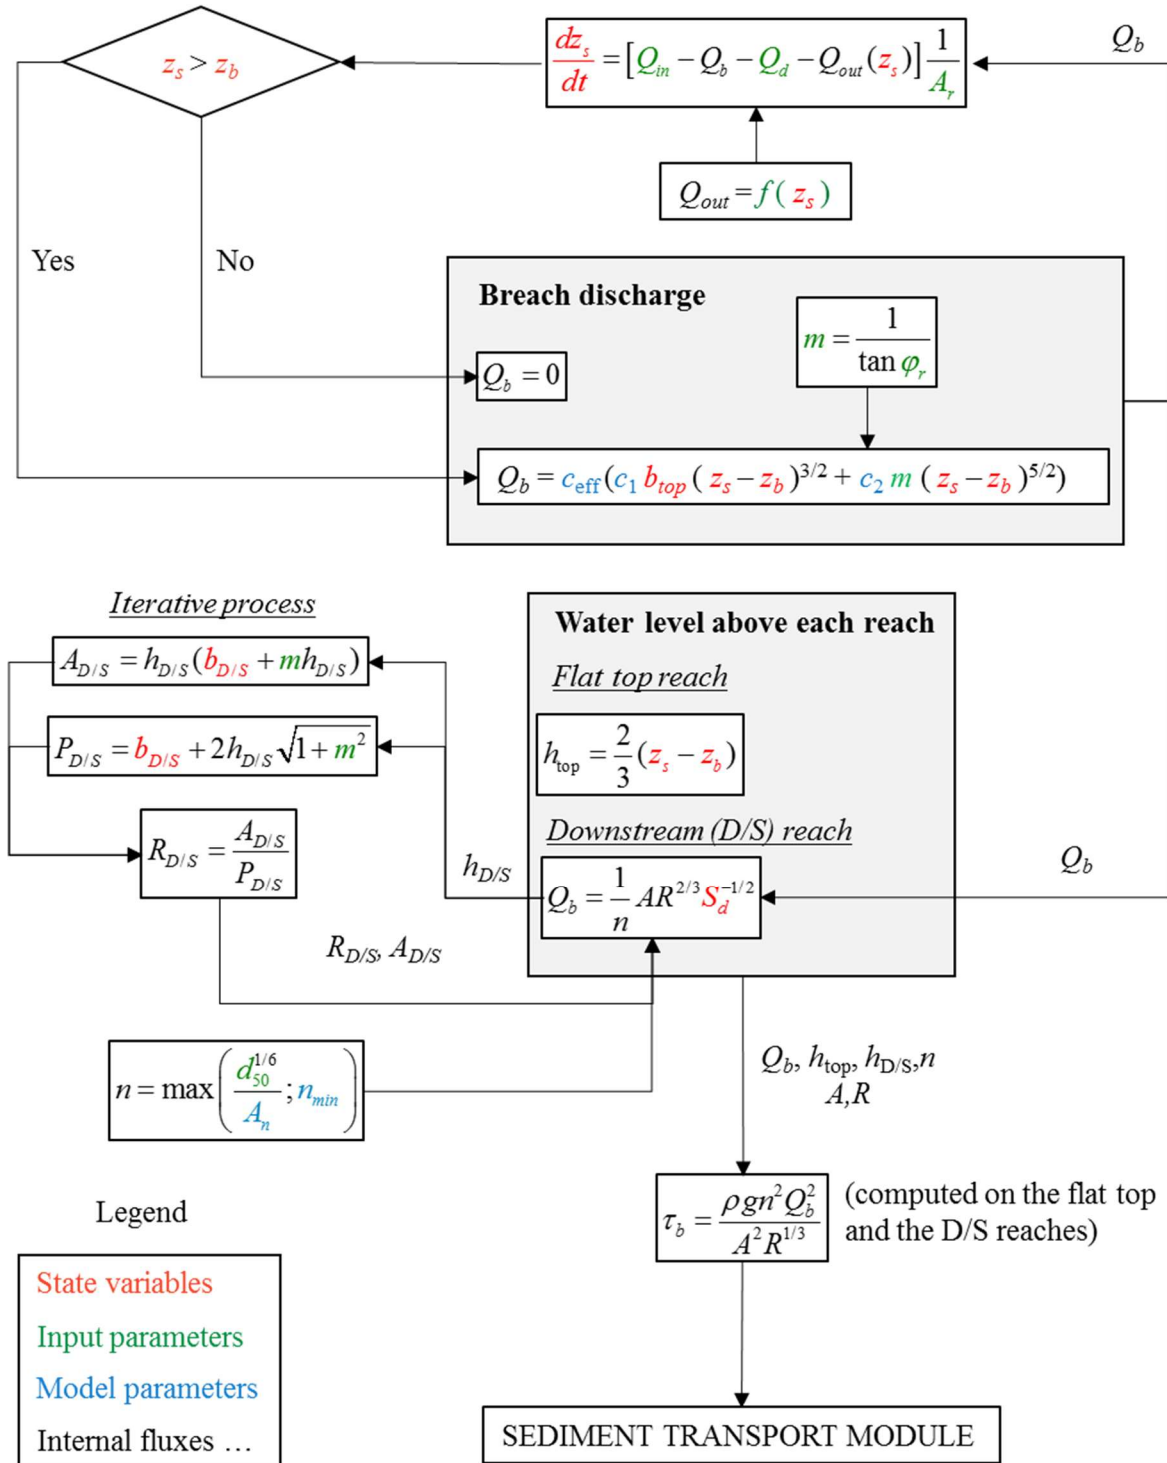 z_s > z_b
dz_s/dt = [Q_in − Q_b − Q_d − Q_out(z_s)] 1/A_r
Q_b
Q_out = f(z_s)
Yes
No
Breach discharge
m = 1/tan φ_r
Q_b = 0
Q_b = c_eff(c_1 b_top (z_s − z_b)^3/2 + c_2 m (z_s − z_b)^5/2)
Iterative process
A_D/S = h_D/S(b_D/S + mh_D/S)
P_D/S = b_D/S + 2h_D/S√(1 + m^2)
R_D/S = A_D/S/P_D/S
Water level above each reach
Flat top reach
h_top = 2/3 (z_s − z_b)
Downstream (D/S) reach
h_D/S
Q_b = 1/n AR^2/3 S_d^−1/2
Q_b
R_D/S, A_D/S
n = max(d_50^1/6/A_n ; n_min)
Q_b, h_top, h_D/S,n
A,R
τ_b = ρgn^2Q_b^2/A^2R^1/3
(computed on the flat top
and the D/S reaches)
Legend
State variables
Input parameters
Model parameters
Internal fluxes …
SEDIMENT TRANSPORT MODULE